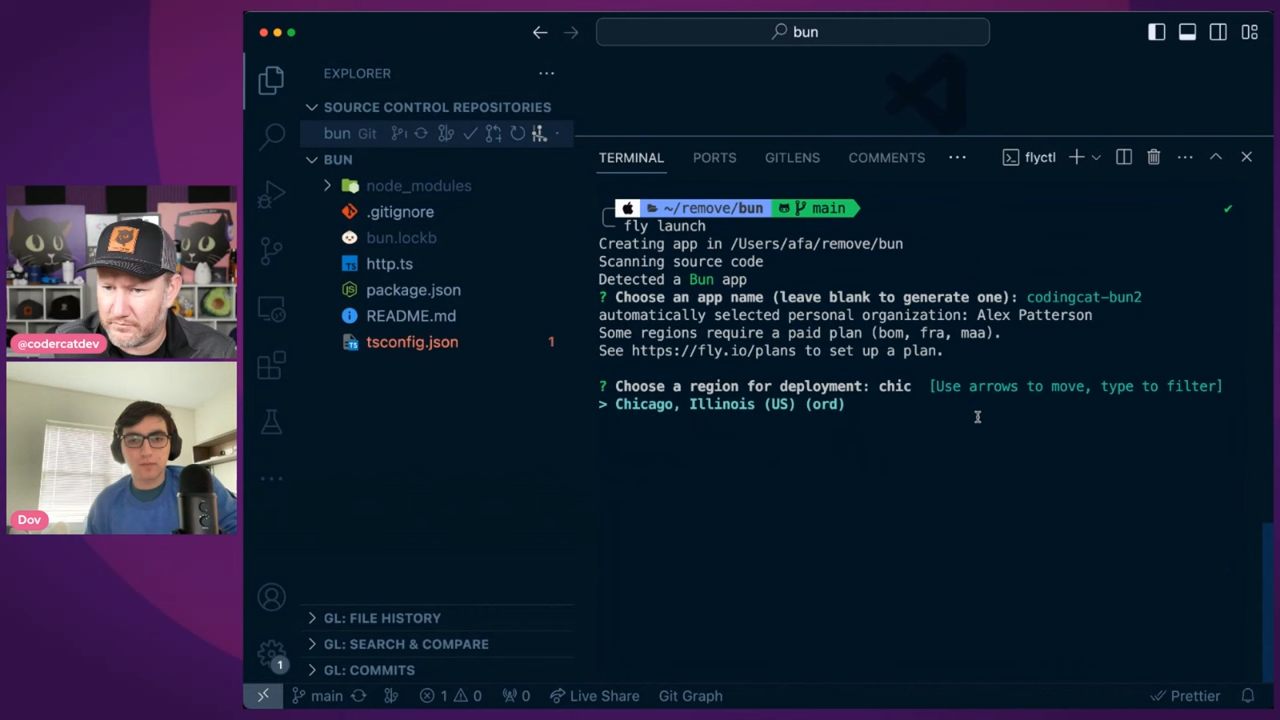 bun
EXPLORER
SOURCE CONTROL REPOSITORIES
bun Git
BUN
node_modules
.gitignore
bun.lockb
http.ts
package.json
README.md
tsconfig.json 1
GL: FILE HISTORY
GL: SEARCH & COMPARE
GL: COMMITS
TERMINAL PORTS GITLENS COMMENTS flyctl
~/remove/bun main
fly launch
Creating app in /Users/afa/remove/bun
Scanning source code
Detected a Bun app
? Choose an app name (leave blank to generate one): codingcat-bun2
automatically selected personal organization: Alex Patterson
Some regions require a paid plan (bom, fra, maa).
See https://fly.io/plans to set up a plan.
? Choose a region for deployment: chic [Use arrows to move, type to filter]
> Chicago, Illinois (US) (ord)
@codercatdev
Dov
1
main 1 0 0 Live Share Git Graph Prettier